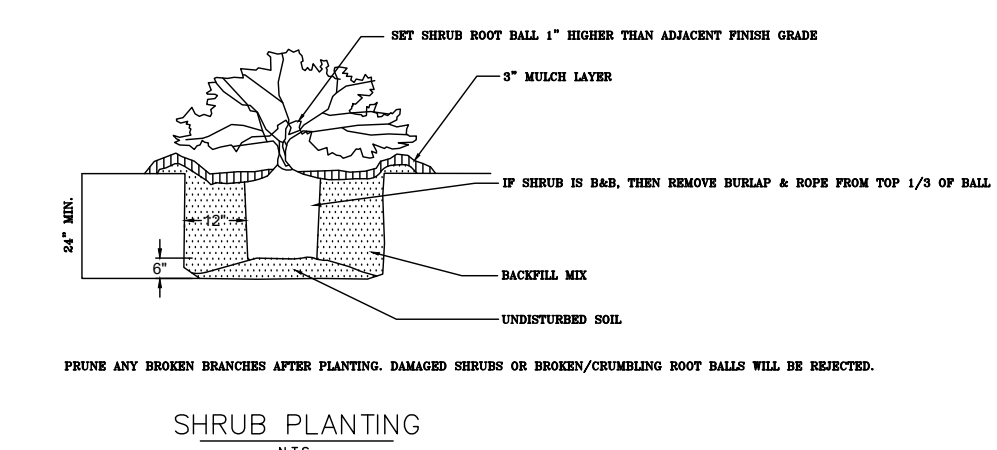 SET SHRUB ROOT BALL 1" HIGHER THAN ADJACENT FINISH GRADE
3" MULCH LAYER
IF SHRUB IS B&B, THEN REMOVE BURLAP & ROPE FROM TOP 1/3 OF BALL
24" MIN.
12"
6"
BACKFILL MIX
UNDISTURBED SOIL
PRUNE ANY BROKEN BRANCHES AFTER PLANTING. DAMAGED SHRUBS OR BROKEN/CRUMBLING ROOT BALLS WILL BE REJECTED.
SHRUB PLANTING